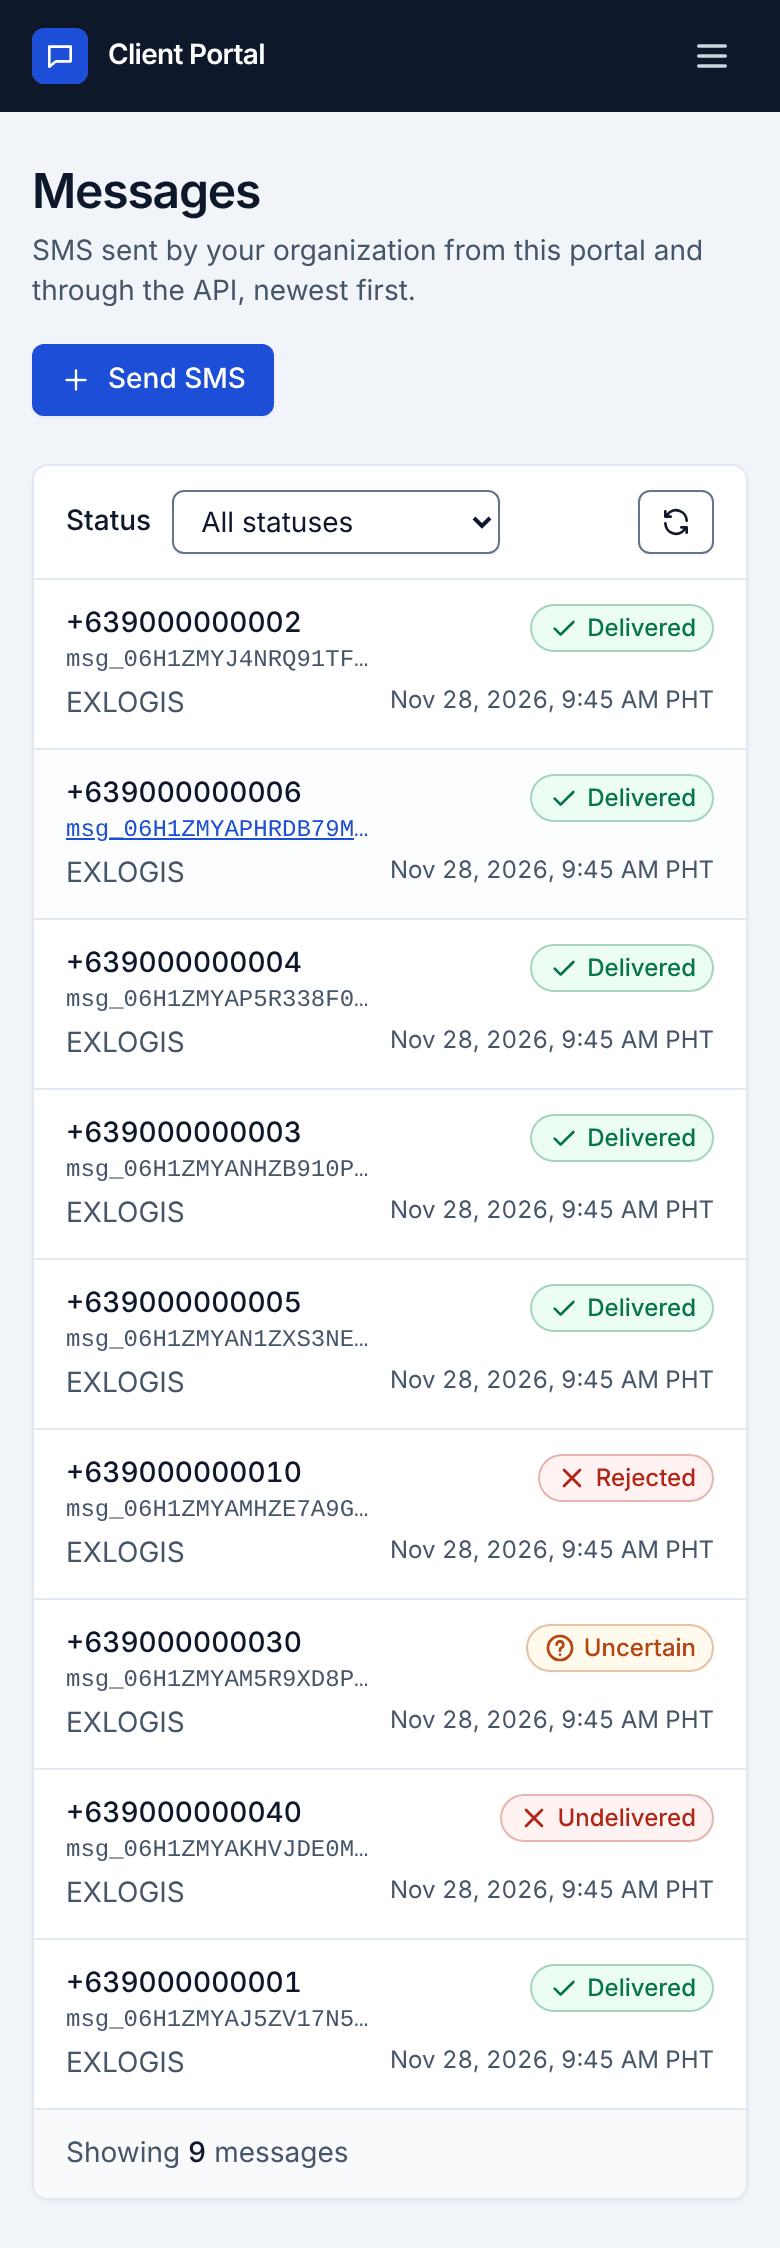 Client Portal
Messages
SMS sent by your organization from this portal and
through the API, newest first.
Send SMS
Status
All statuses
+639000000002
Delivered
msg_06H1ZMYJ4NRQ91TF…
EXLOGIS
Nov 28, 2026, 9:45 AM PHT
+639000000006
Delivered
msg_06H1ZMYAPHRDB79M…
EXLOGIS
Nov 28, 2026, 9:45 AM PHT
+639000000004
Delivered
msg_06H1ZMYAP5R338F0…
EXLOGIS
Nov 28, 2026, 9:45 AM PHT
+639000000003
Delivered
msg_06H1ZMYANHZB910P…
EXLOGIS
Nov 28, 2026, 9:45 AM PHT
+639000000005
Delivered
msg_06H1ZMYAN1ZXS3NE…
EXLOGIS
Nov 28, 2026, 9:45 AM PHT
+639000000010
Rejected
msg_06H1ZMYAMHZE7A9G…
EXLOGIS
Nov 28, 2026, 9:45 AM PHT
+639000000030
Uncertain
msg_06H1ZMYAM5R9XD8P…
EXLOGIS
Nov 28, 2026, 9:45 AM PHT
+639000000040
Undelivered
msg_06H1ZMYAKHVJDE0M…
EXLOGIS
Nov 28, 2026, 9:45 AM PHT
+639000000001
Delivered
msg_06H1ZMYAJ5ZV17N5…
EXLOGIS
Nov 28, 2026, 9:45 AM PHT
Showing 9 messages